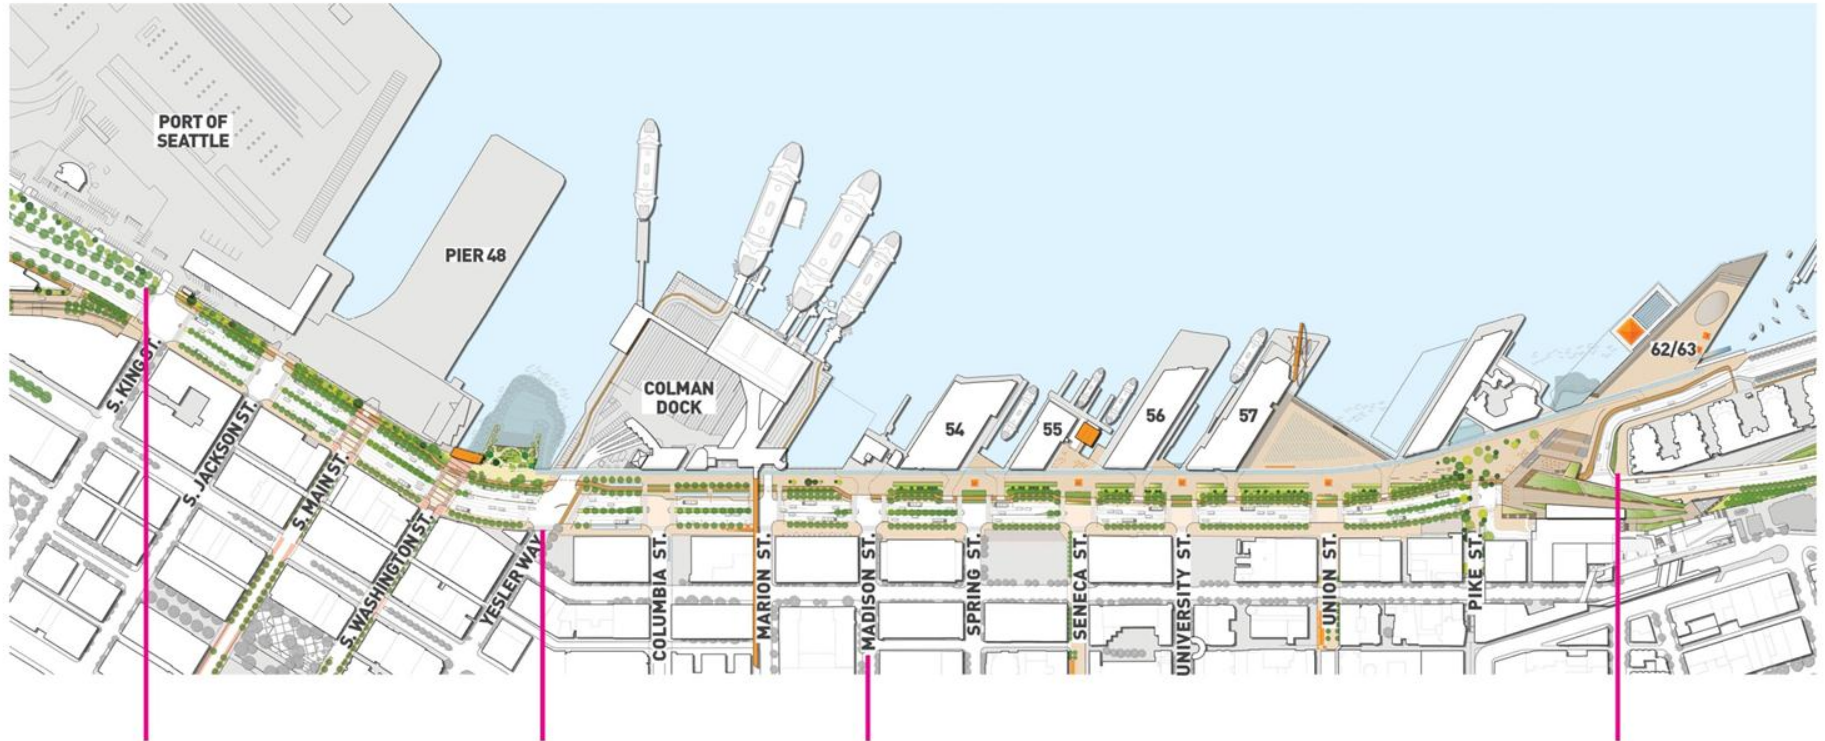 PORT OF
SEATTLE
PIER 48
COLMAN
DOCK
54
55
56
57
62/63
S. KING ST.
S. JACKSON ST.
S. MAIN ST.
S. WASHINGTON ST.
YESLER WAY
COLUMBIA ST.
MARION ST.
MADISON ST.
SPRING ST.
SENECA ST.
UNIVERSITY ST.
UNION ST.
PIKE ST.